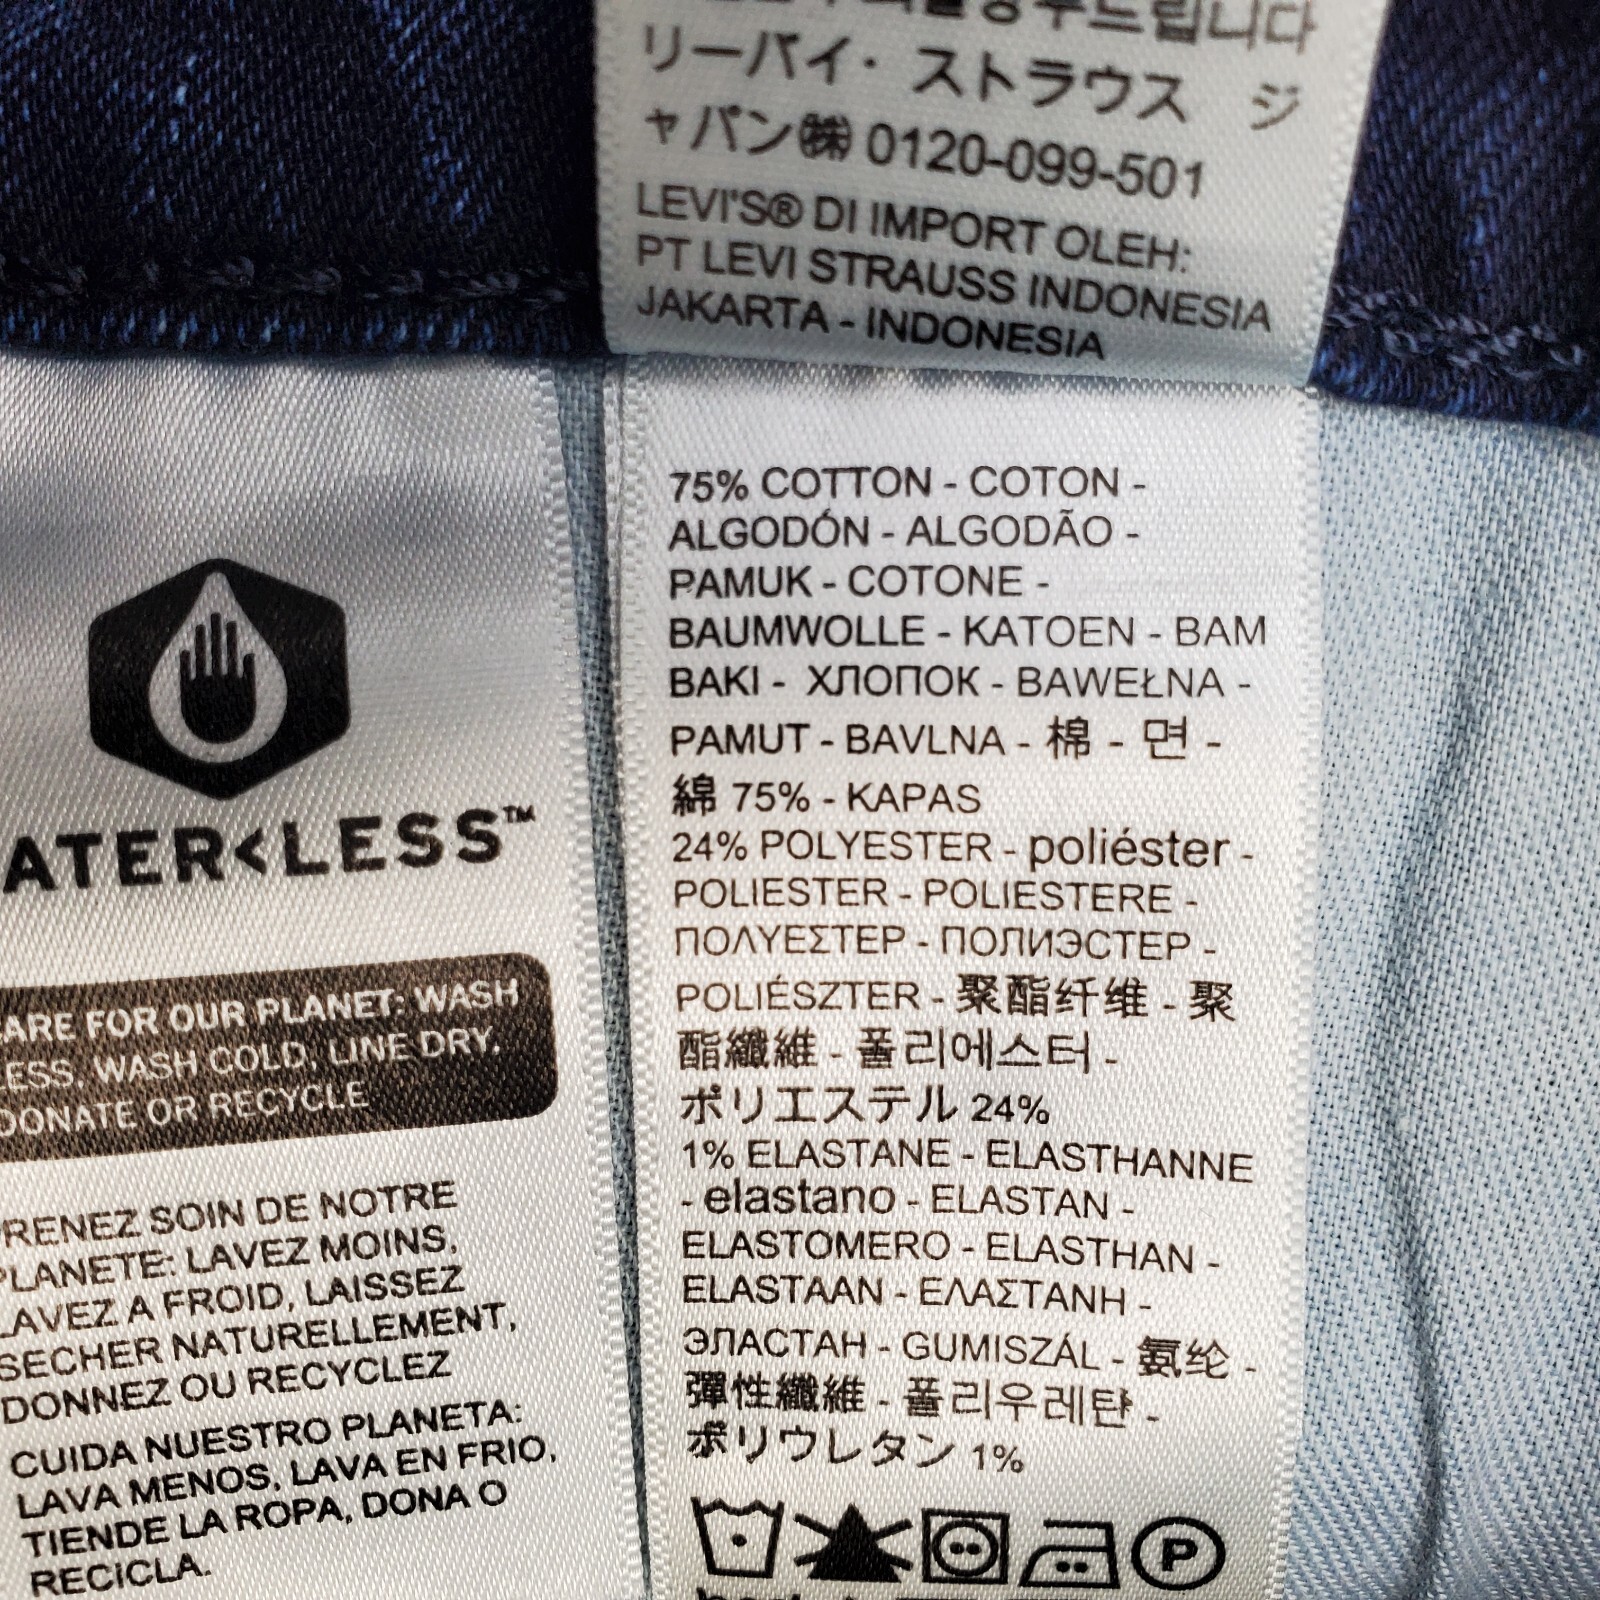 リーバイ・ストラウス ジ
ャパン㈱ 0120-099-501
LEVI'S® DI IMPORT OLEH:
PT LEVI STRAUSS INDONESIA
JAKARTA - INDONESIA
ATER<LESS™
ARE FOR OUR PLANET: WASH
ESS, WASH COLD, LINE DRY,
DONATE OR RECYCLE
PRENEZ SOIN DE NOTRE
PLANETE: LAVEZ MOINS,
LAVEZ A FROID, LAISSEZ
SECHER NATURELLEMENT,
DONNEZ OU RECYCLEZ
CUIDA NUESTRO PLANETA:
LAVA MENOS, LAVA EN FRIO,
TIENDE LA ROPA, DONA O
RECICLA.
75% COTTON - COTON -
ALGODÓN - ALGODÃO -
PAMUK - COTONE -
BAUMWOLLE - KATOEN - BAM
BAKI - ХЛОПОК - BAWEŁNA -
PAMUT - BAVLNA - 棉 - 면 -
綿 75% - KAPAS
24% POLYESTER - poliéster -
POLIESTER - POLIESTERE -
ΠΟΛΥΕΣΤΕΡ - ПОЛИЭСТЕР -
POLIÉSZTER - 聚酯纤维 - 聚
酯纖維 - 폴리에스터 -
ポリエステル 24%
1% ELASTANE - ELASTHANNE
- elastano - ELASTAN -
ELASTOMERO - ELASTHAN -
ELASTAAN - ΕΛΑΣΤΑΝΗ -
ЭЛАСТАН - GUMISZÁL - 氨纶 -
彈性纖維 - 폴리우레탄 -
ポリウレタン 1%
P